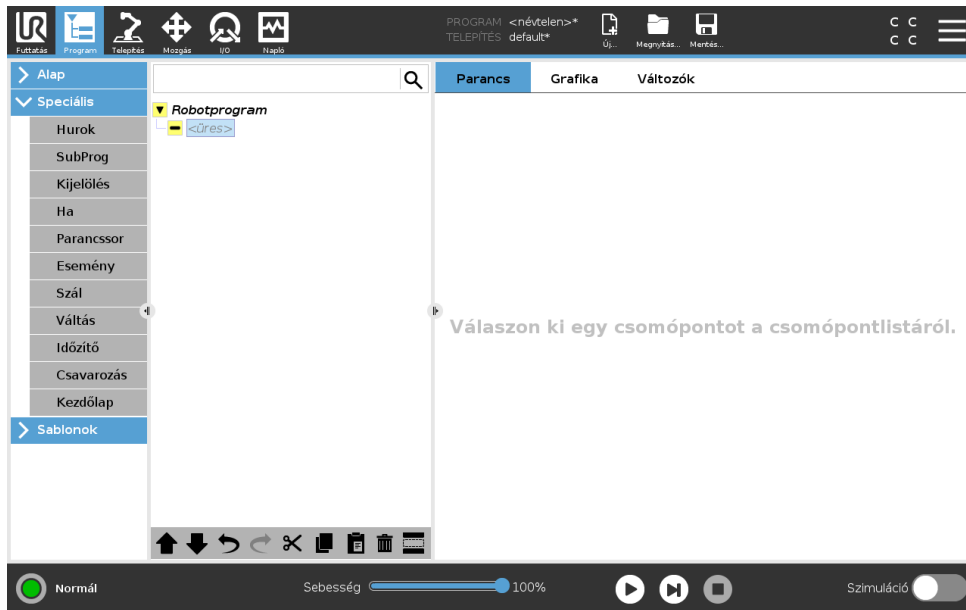 UR
Futtatás
Program
Telepítés
Mozgás
I/O
Napló
PROGRAM <névtelen>*
TELEPÍTÉS default*
Új...
Megnyitás...
Mentés...
C C
C C
Alap
Speciális
Hurok
SubProg
Kijelölés
Ha
Parancssor
Esemény
Szál
Váltás
Időzítő
Csavarozás
Kezdőlap
Sablonok
Robotprogram
<üres>
Parancs
Grafika
Változók
Válaszon ki egy csomópontot a csomópontlistáról.
Normál
Sebesség
100%
Szimuláció